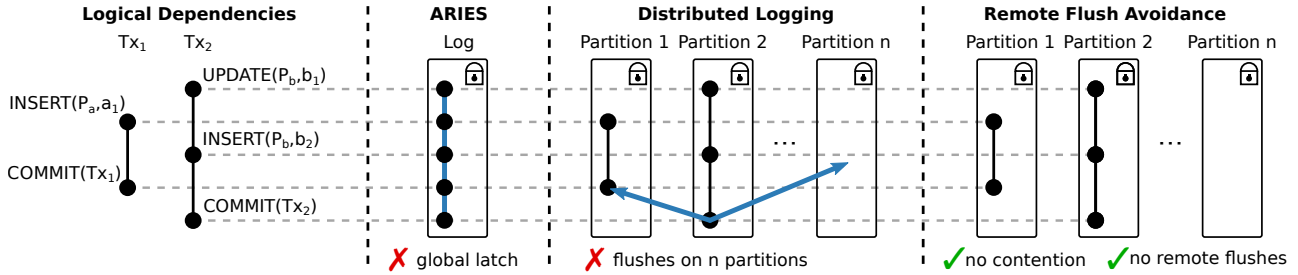 Logical Dependencies
ARIES
Distributed Logging
Remote Flush Avoidance
Tx₁
Tx₂
Log
Partition 1
Partition 2
Partition n
Partition 1
Partition 2
Partition n
UPDATE(Pb,b₁)
INSERT(Pa,a₁)
INSERT(Pb,b₂)
...
...
COMMIT(Tx₁)
COMMIT(Tx₂)
✗ global latch
✗ flushes on n partitions
✓ no contention
✓ no remote flushes